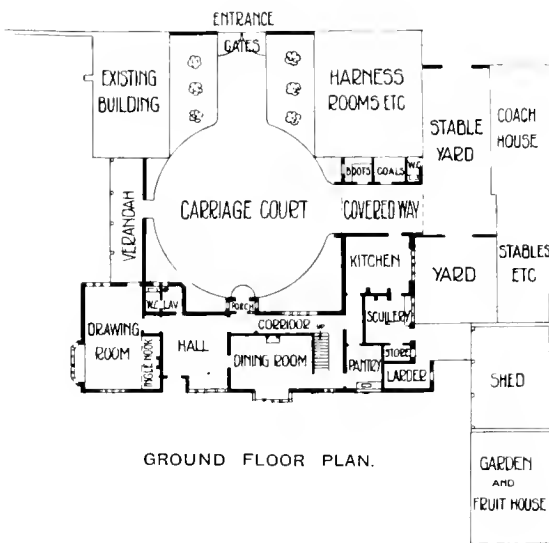 ENTRANCE
GATES
EXISTING
BUILDING
HARNESS
ROOMS ETC
STABLE
YARD
COACH
HOUSE
BOOTS
COALS
W.C
VERANDAH
CARRIAGE COURT
COVERED WAY
KITCHEN
YARD
STABLES
ETC
W.C
LAV
PORCH
SCULLERY
CORRIDOR
UP
DRAWING
ROOM
HALL
DINING ROOM
INGLE NOOK
STORE
PANTRY
LARDER
SHED
GROUND FLOOR PLAN.
GARDEN
AND
FRUIT HOUSE